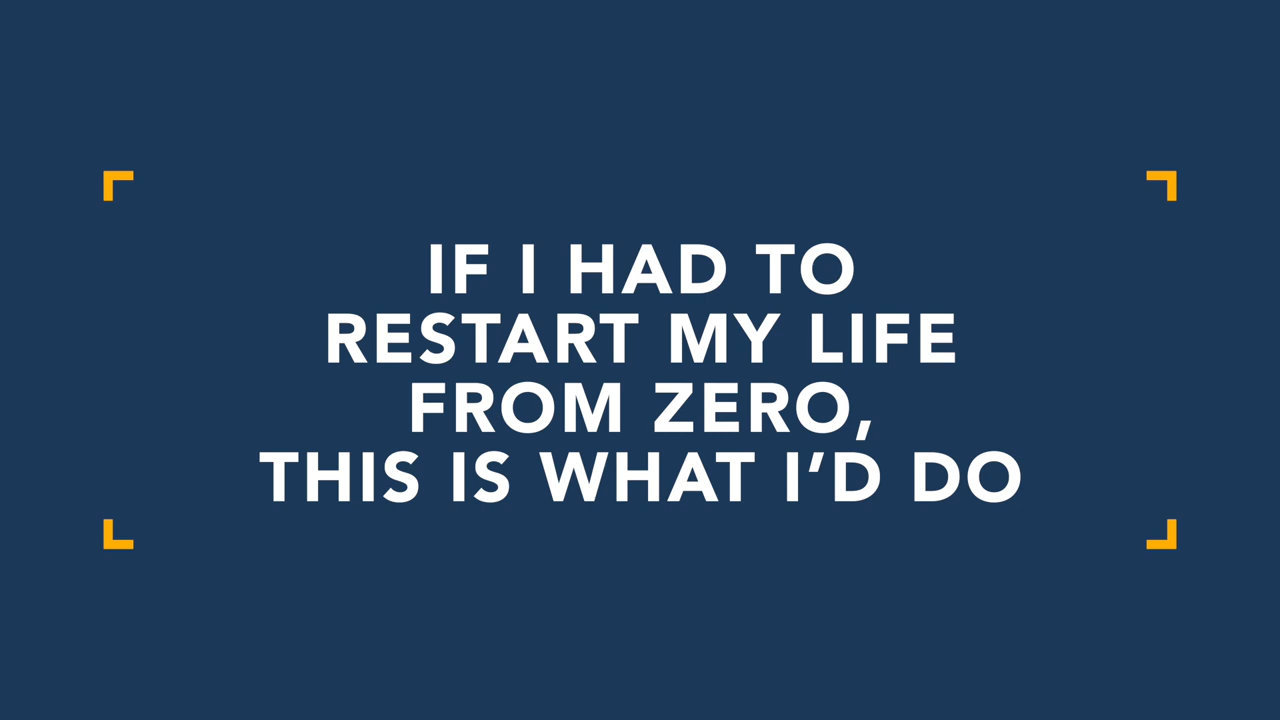 IF I HAD TO
RESTART MY LIFE
FROM ZERO,
THIS IS WHAT I’D DO